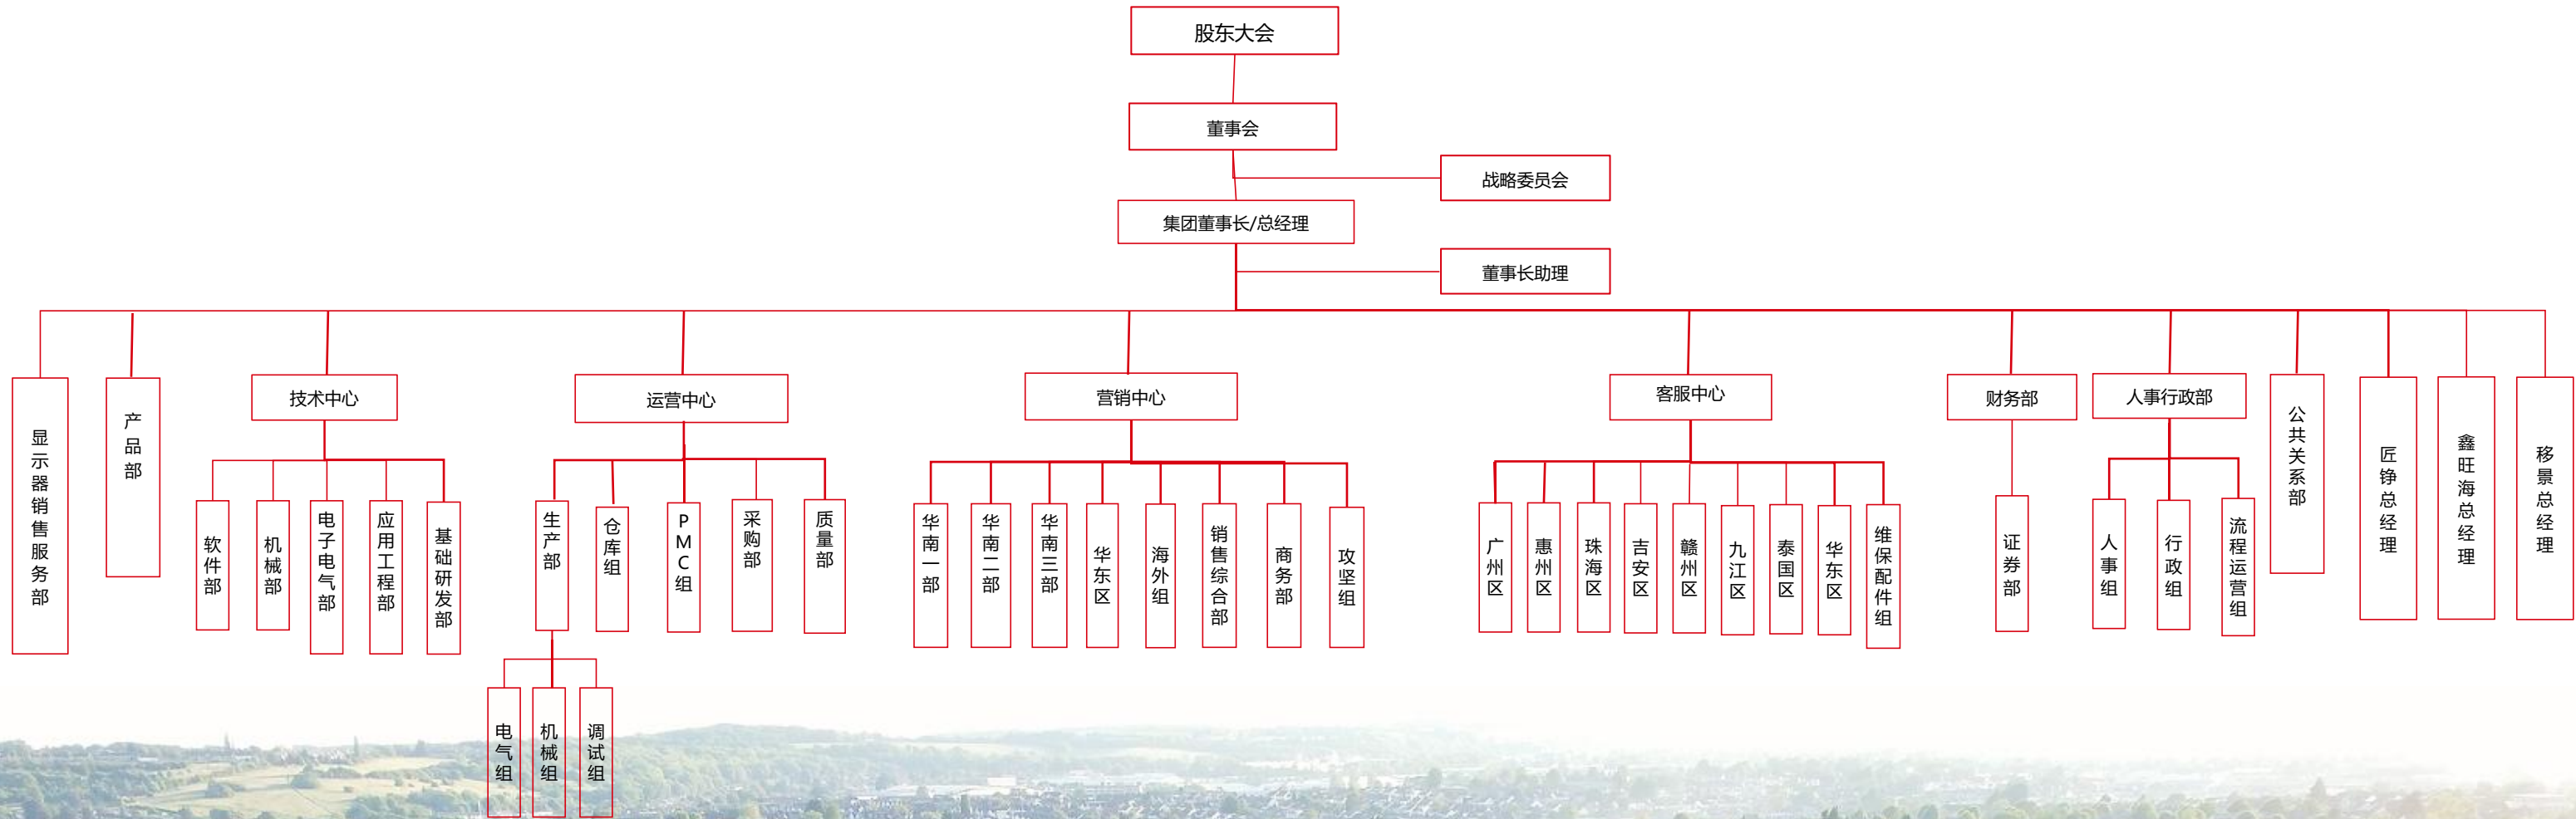 股东大会
董事会
战略委员会
集团董事长/总经理
董事长助理
显示器销售服务部
产品部
技术中心
运营中心
营销中心
客服中心
财务部
人事行政部
公共关系部
匠铮总经理
鑫旺海总经理
移景总经理
软件部
机械部
电子电气部
应用工程部
基础研发部
生产部
仓库组
PMC组
采购部
质量部
华南一部
华南二部
华南三部
华东区
海外组
销售综合部
商务部
攻坚组
广州区
惠州区
珠海区
吉安区
赣州区
九江区
泰国区
华东区
维保配件组
证券部
人事组
行政组
流程运营组
电气组
机械组
调试组